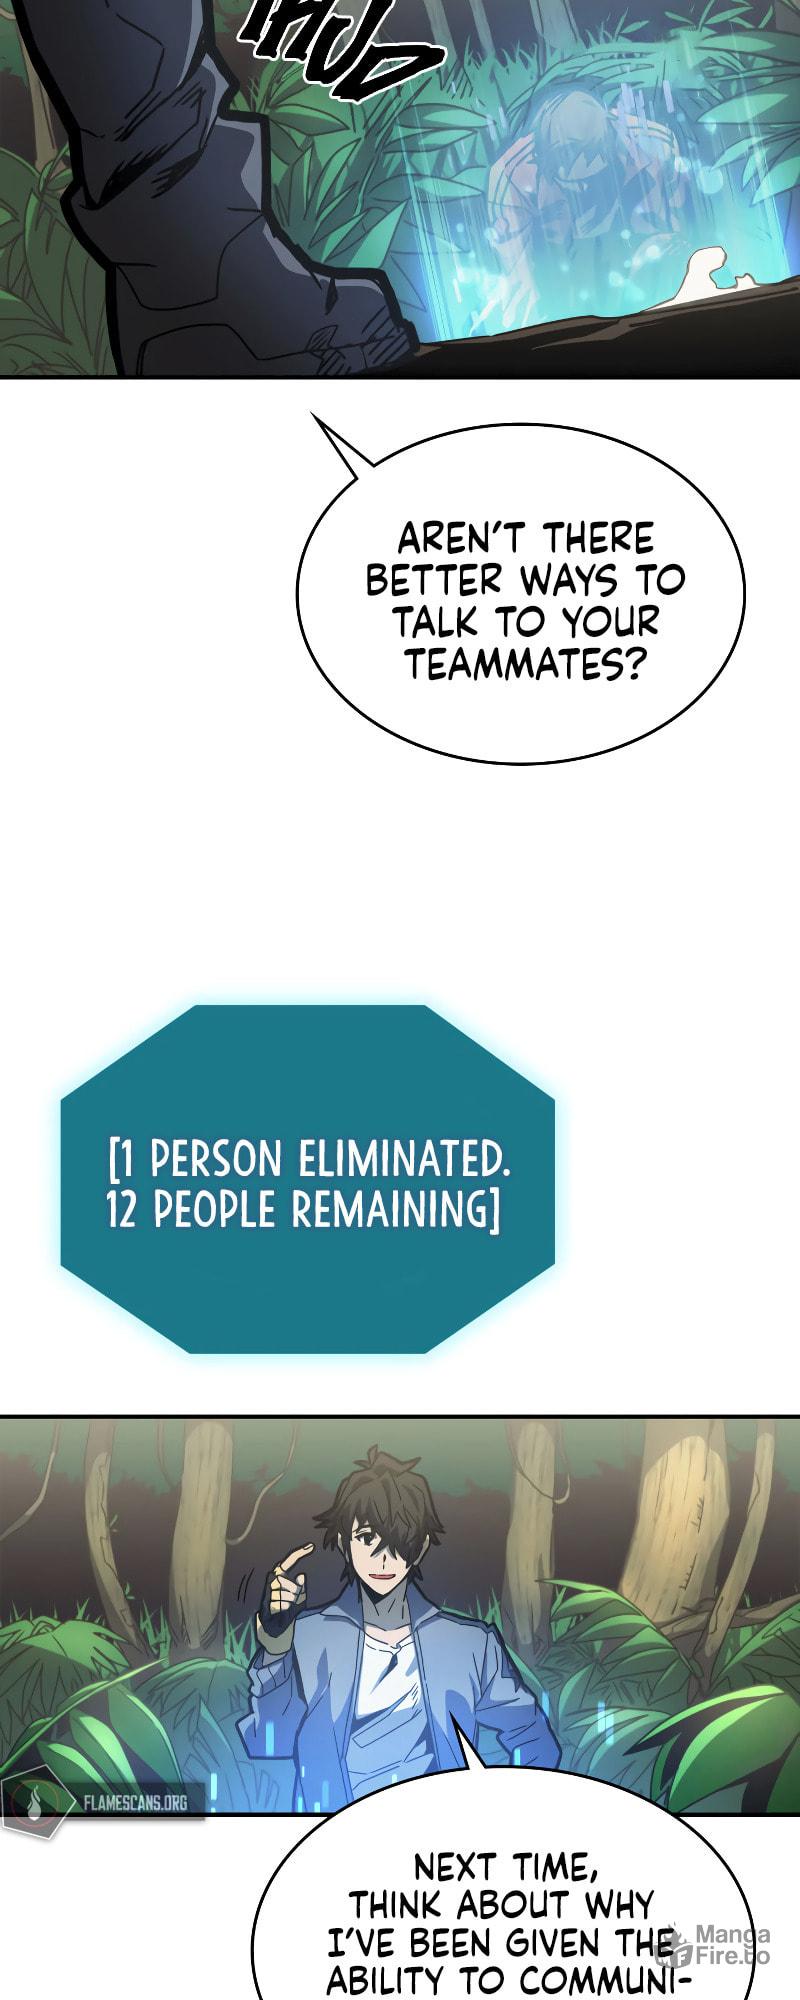 THUD
AREN'T THERE
BETTER WAYS TO
TALK TO YOUR
TEAMMATES?
[1 PERSON ELIMINATED.
12 PEOPLE REMAINING]
FLAMESCANS.ORG
NEXT TIME,
THINK ABOUT WHY
I'VE BEEN GIVEN THE
ABILITY TO COMMUNI-
Manga
Fire.to